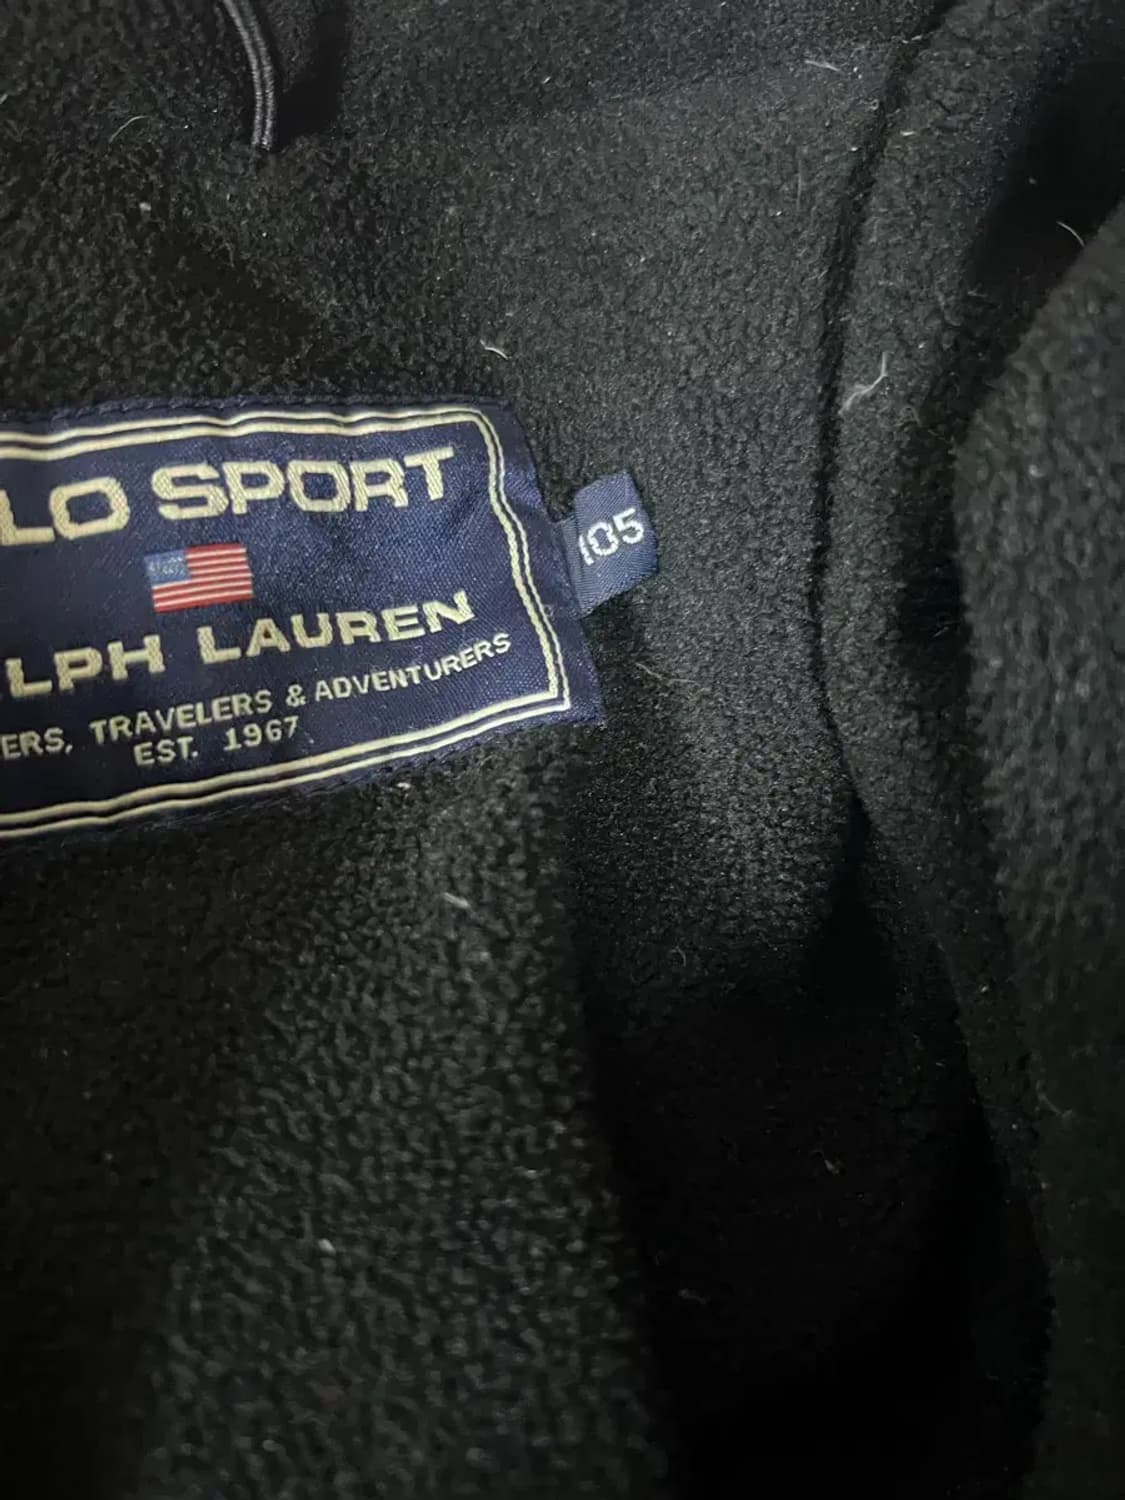 LO SPORT
LPH LAUREN
ERS, TRAVELERS & ADVENTURERS
EST. 1967
105